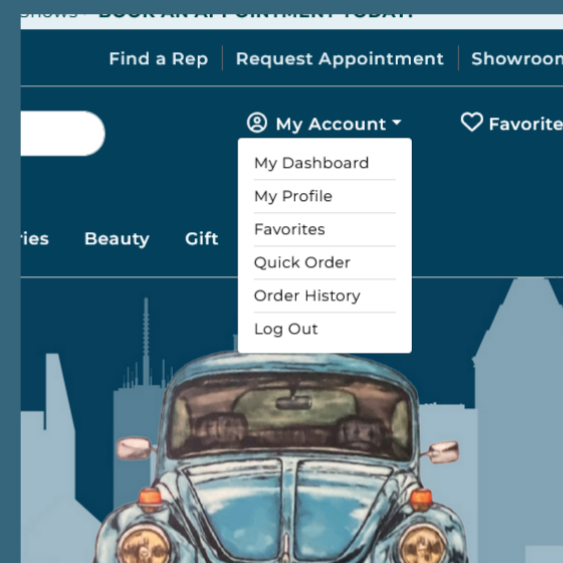 BOOK AN APPOINTMENT TODAY!
Find a Rep Request Appointment
My Account
My Dashboard
My Profile
Favorites
Quick Order
Order History
Log Out
Beauty Gift